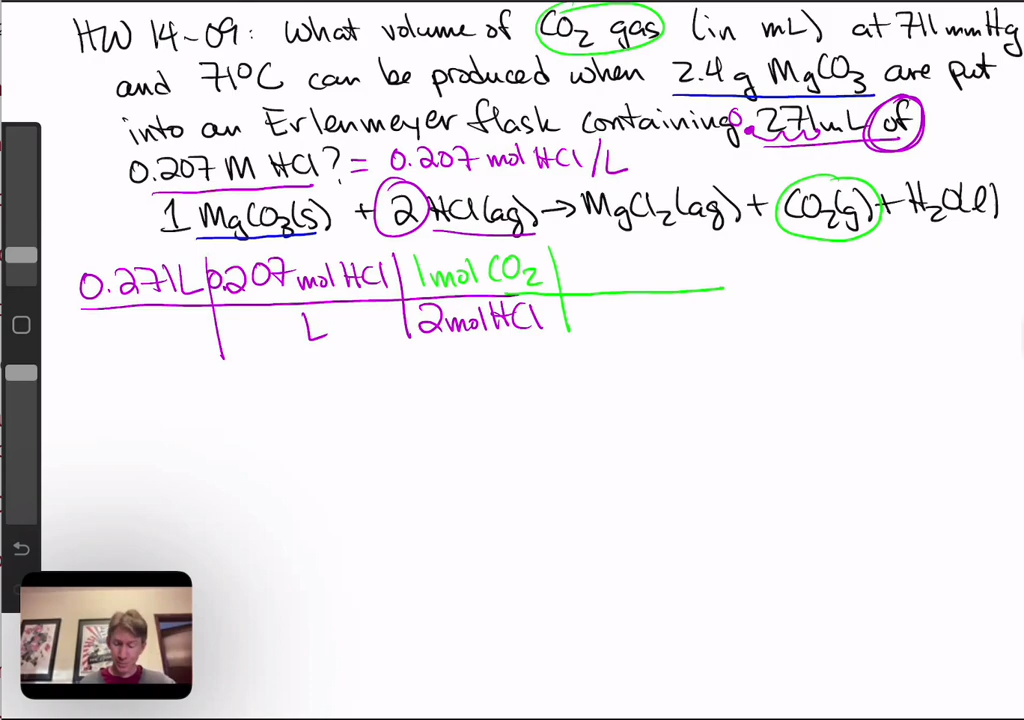 HW 14-09: What volume of CO2 gas (in mL) at 711 mmHg
and 71°C can be produced when 2.4 g MgCO3 are put
into an Erlenmeyer flask containing 0.271mL of
0.207 M HCl? = 0.207 mol HCl/L
1 MgCO3(s) + 2 HCl(aq) → MgCl2(aq) + CO2(g) + H2O(l)
0.271L | 0.207 mol HCl | 1 mol CO2
L | 2 mol HCl